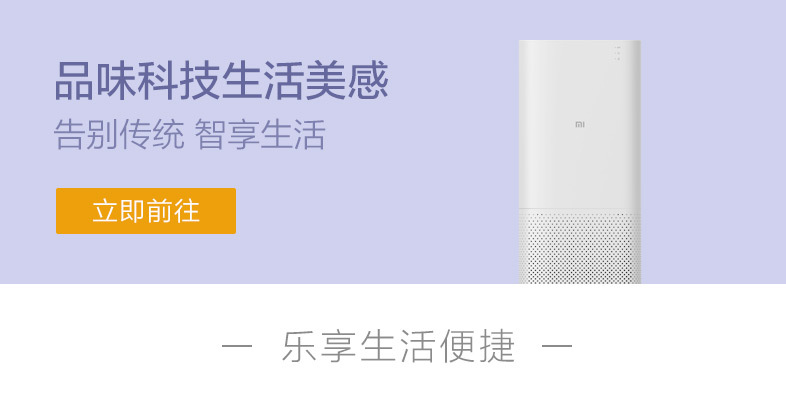 品味科技生活美感
告别传统 智享生活
立即前往
mi
乐享生活便捷